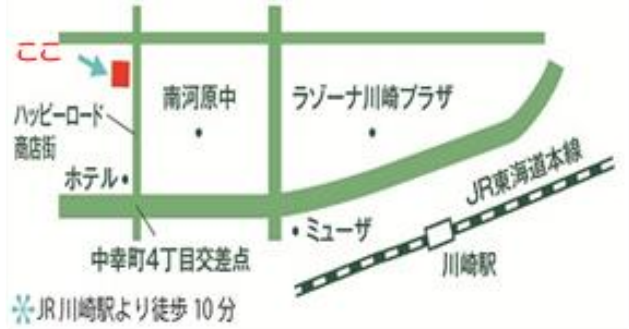 ここ
南河原中
ラゾーナ川崎プラザ
ハッピーロード
商店街
ホテル
JR東海道本線
ミューザ
中幸町4丁目交差点
川崎駅
JR川崎駅より徒歩10分